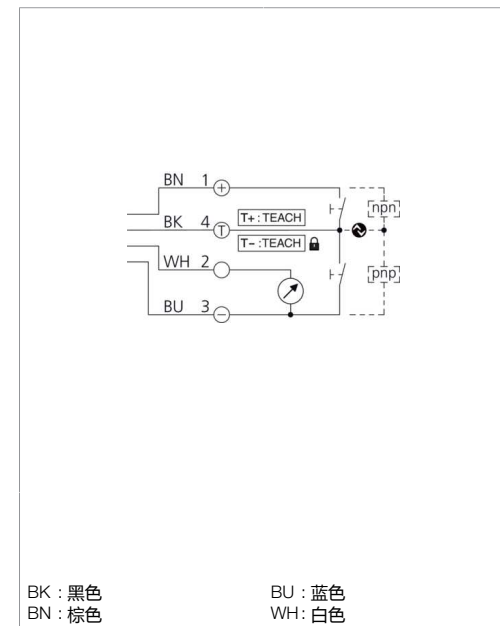 BN 1 +
npn
BK 4 T T+ : TEACH
T– : TEACH
WH 2
pnp
BU 3 –
BK : 黑色 BU : 蓝色
BN : 棕色 WH : 白色